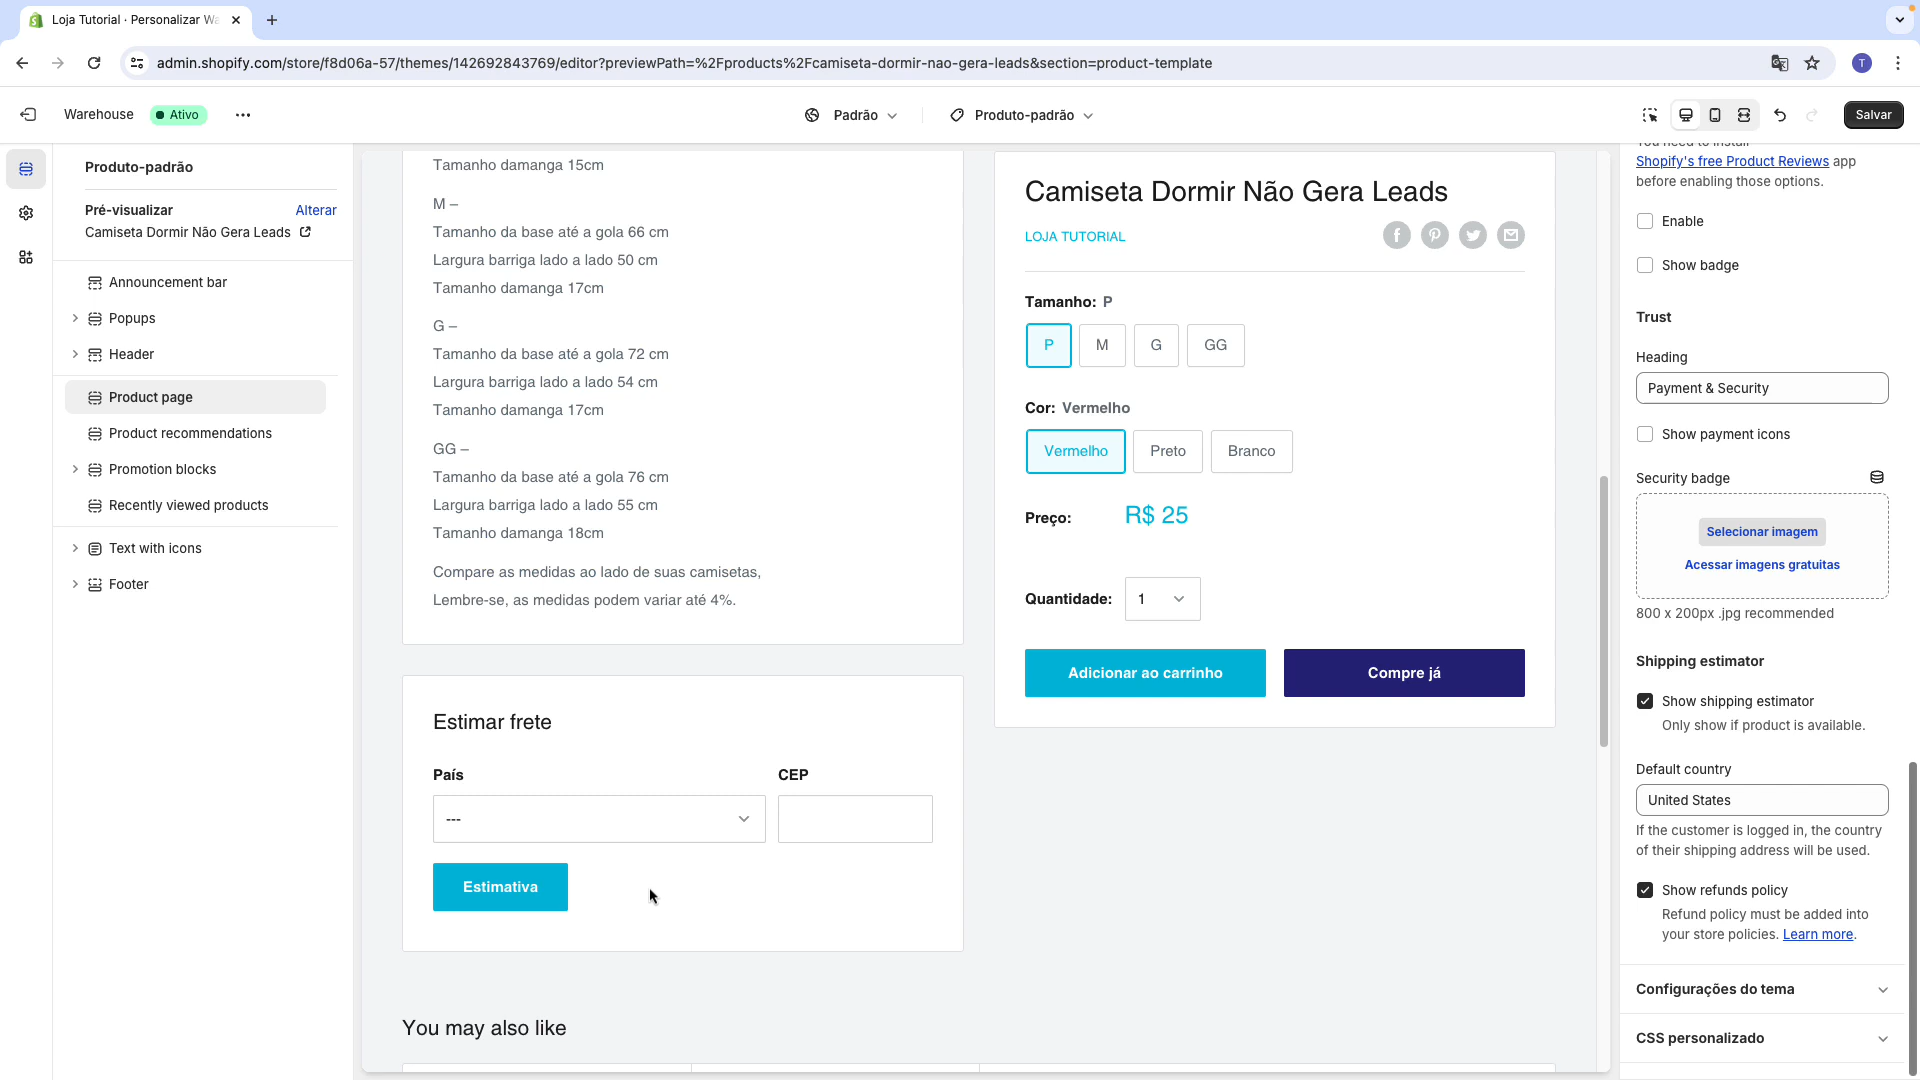 Loja Tutorial · Personalizar Wa
admin.shopify.com/store/f8d06a-57/themes/142692843769/editor?previewPath=%2Fproducts%2Fcamiseta-dormir-nao-gera-leads&section=product-template
T
Warehouse
Ativo
Padrão
Produto-padrão
Salvar
Produto-padrão
Pré-visualizar
Alterar
Camiseta Dormir Não Gera Leads
Announcement bar
Popups
Header
Product page
Product recommendations
Promotion blocks
Recently viewed products
Text with icons
Footer
Tamanho damanga 15cm
M –
Tamanho da base até a gola 66 cm
Largura barriga lado a lado 50 cm
Tamanho damanga 17cm
G –
Tamanho da base até a gola 72 cm
Largura barriga lado a lado 54 cm
Tamanho damanga 17cm
GG –
Tamanho da base até a gola 76 cm
Largura barriga lado a lado 55 cm
Tamanho damanga 18cm
Compare as medidas ao lado de suas camisetas,
Lembre-se, as medidas podem variar até 4%.
Estimar frete
País
CEP
---
Estimativa
You may also like
Camiseta Dormir Não Gera Leads
LOJA TUTORIAL
Tamanho: P
P
M
G
GG
Cor: Vermelho
Vermelho
Preto
Branco
Preço:
R$ 25
Quantidade:
1
Adicionar ao carrinho
Compre já
You need to install
Shopify's free Product Reviews app
before enabling those options.
Enable
Show badge
Trust
Heading
Payment & Security
Show payment icons
Security badge
Selecionar imagem
Acessar imagens gratuitas
800 x 200px .jpg recommended
Shipping estimator
Show shipping estimator
Only show if product is available.
Default country
United States
If the customer is logged in, the country
of their shipping address will be used.
Show refunds policy
Refund policy must be added into
your store policies. Learn more.
Configurações do tema
CSS personalizado